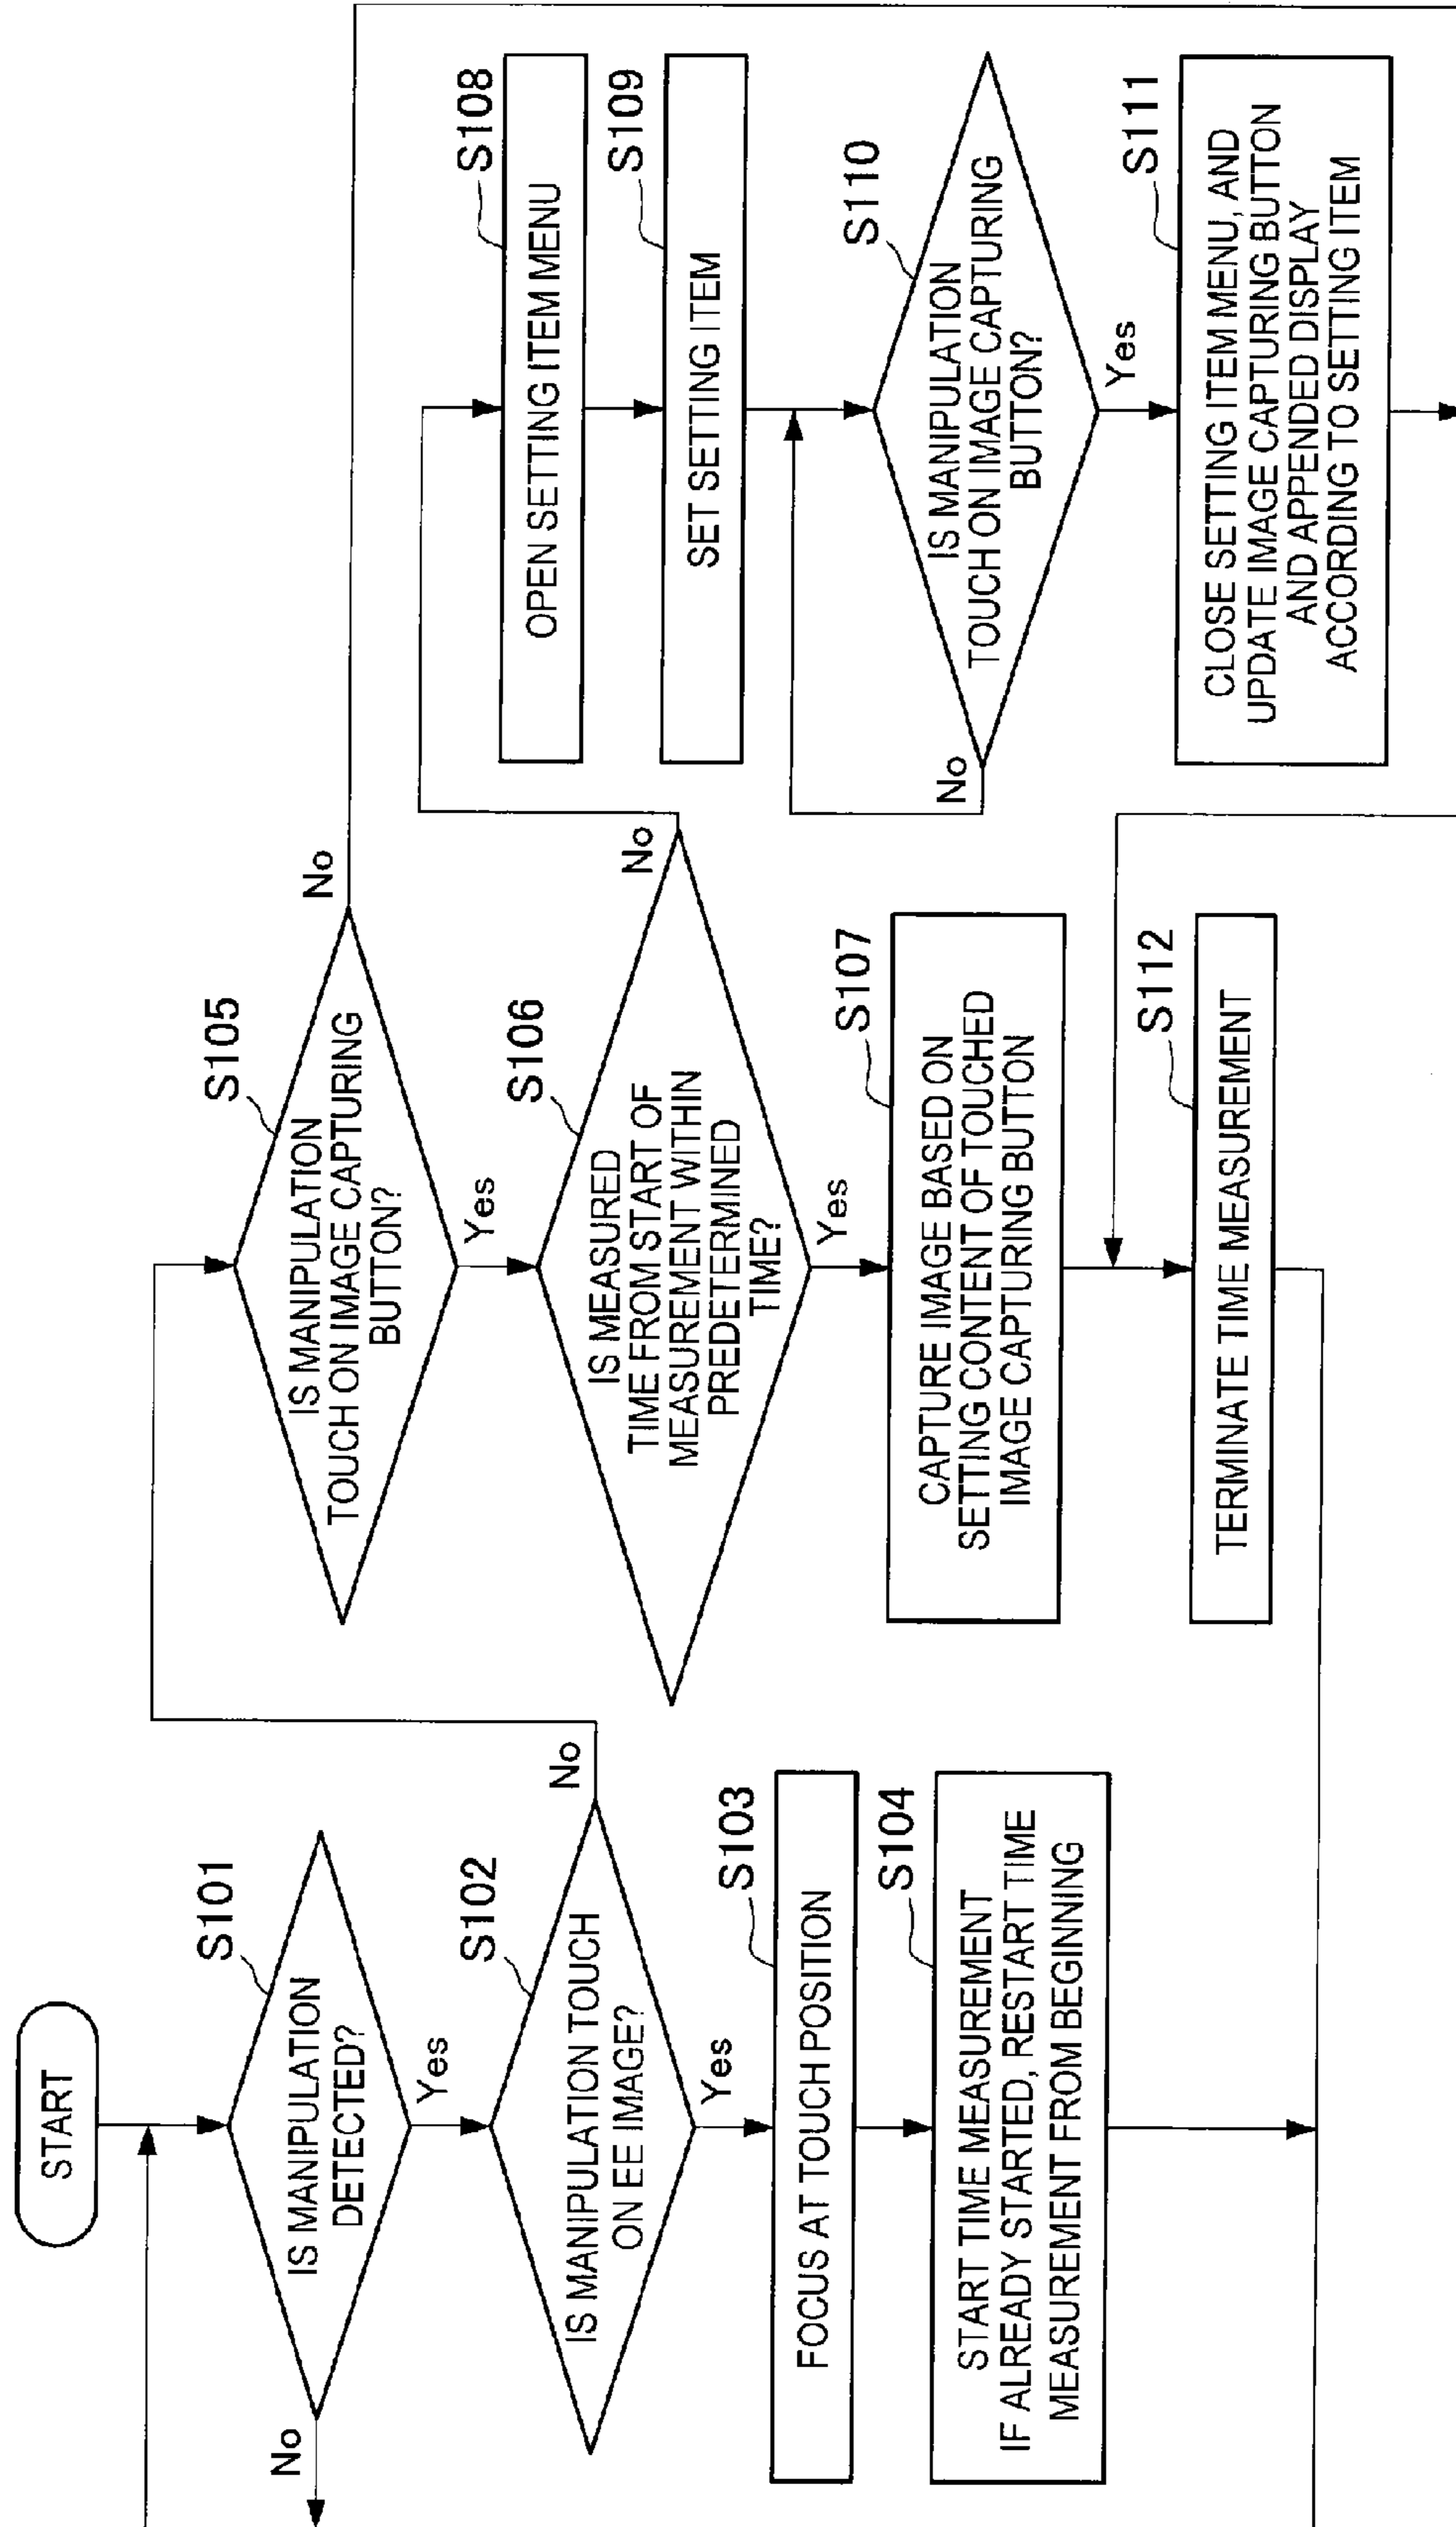 START
S101
IS MANIPULATION
DETECTED?
No
Yes
S102
IS MANIPULATION TOUCH
ON EE IMAGE?
No
Yes
S103
FOCUS AT TOUCH POSITION
S104
START TIME MEASUREMENT
IF ALREADY STARTED, RESTART TIME
MEASUREMENT FROM BEGINNING
S105
IS MANIPULATION
TOUCH ON IMAGE CAPTURING
BUTTON?
No
Yes
S106
IS MEASURED
TIME FROM START OF
MEASUREMENT WITHIN
PREDETERMINED
TIME?
No
Yes
S107
CAPTURE IMAGE BASED ON
SETTING CONTENT OF TOUCHED
IMAGE CAPTURING BUTTON
S112
TERMINATE TIME MEASUREMENT
S108
OPEN SETTING ITEM MENU
S109
SET SETTING ITEM
S110
IS MANIPULATION
TOUCH ON IMAGE CAPTURING
BUTTON?
No
Yes
S111
CLOSE SETTING ITEM MENU, AND
UPDATE IMAGE CAPTURING BUTTON
AND APPENDED DISPLAY
ACCORDING TO SETTING ITEM